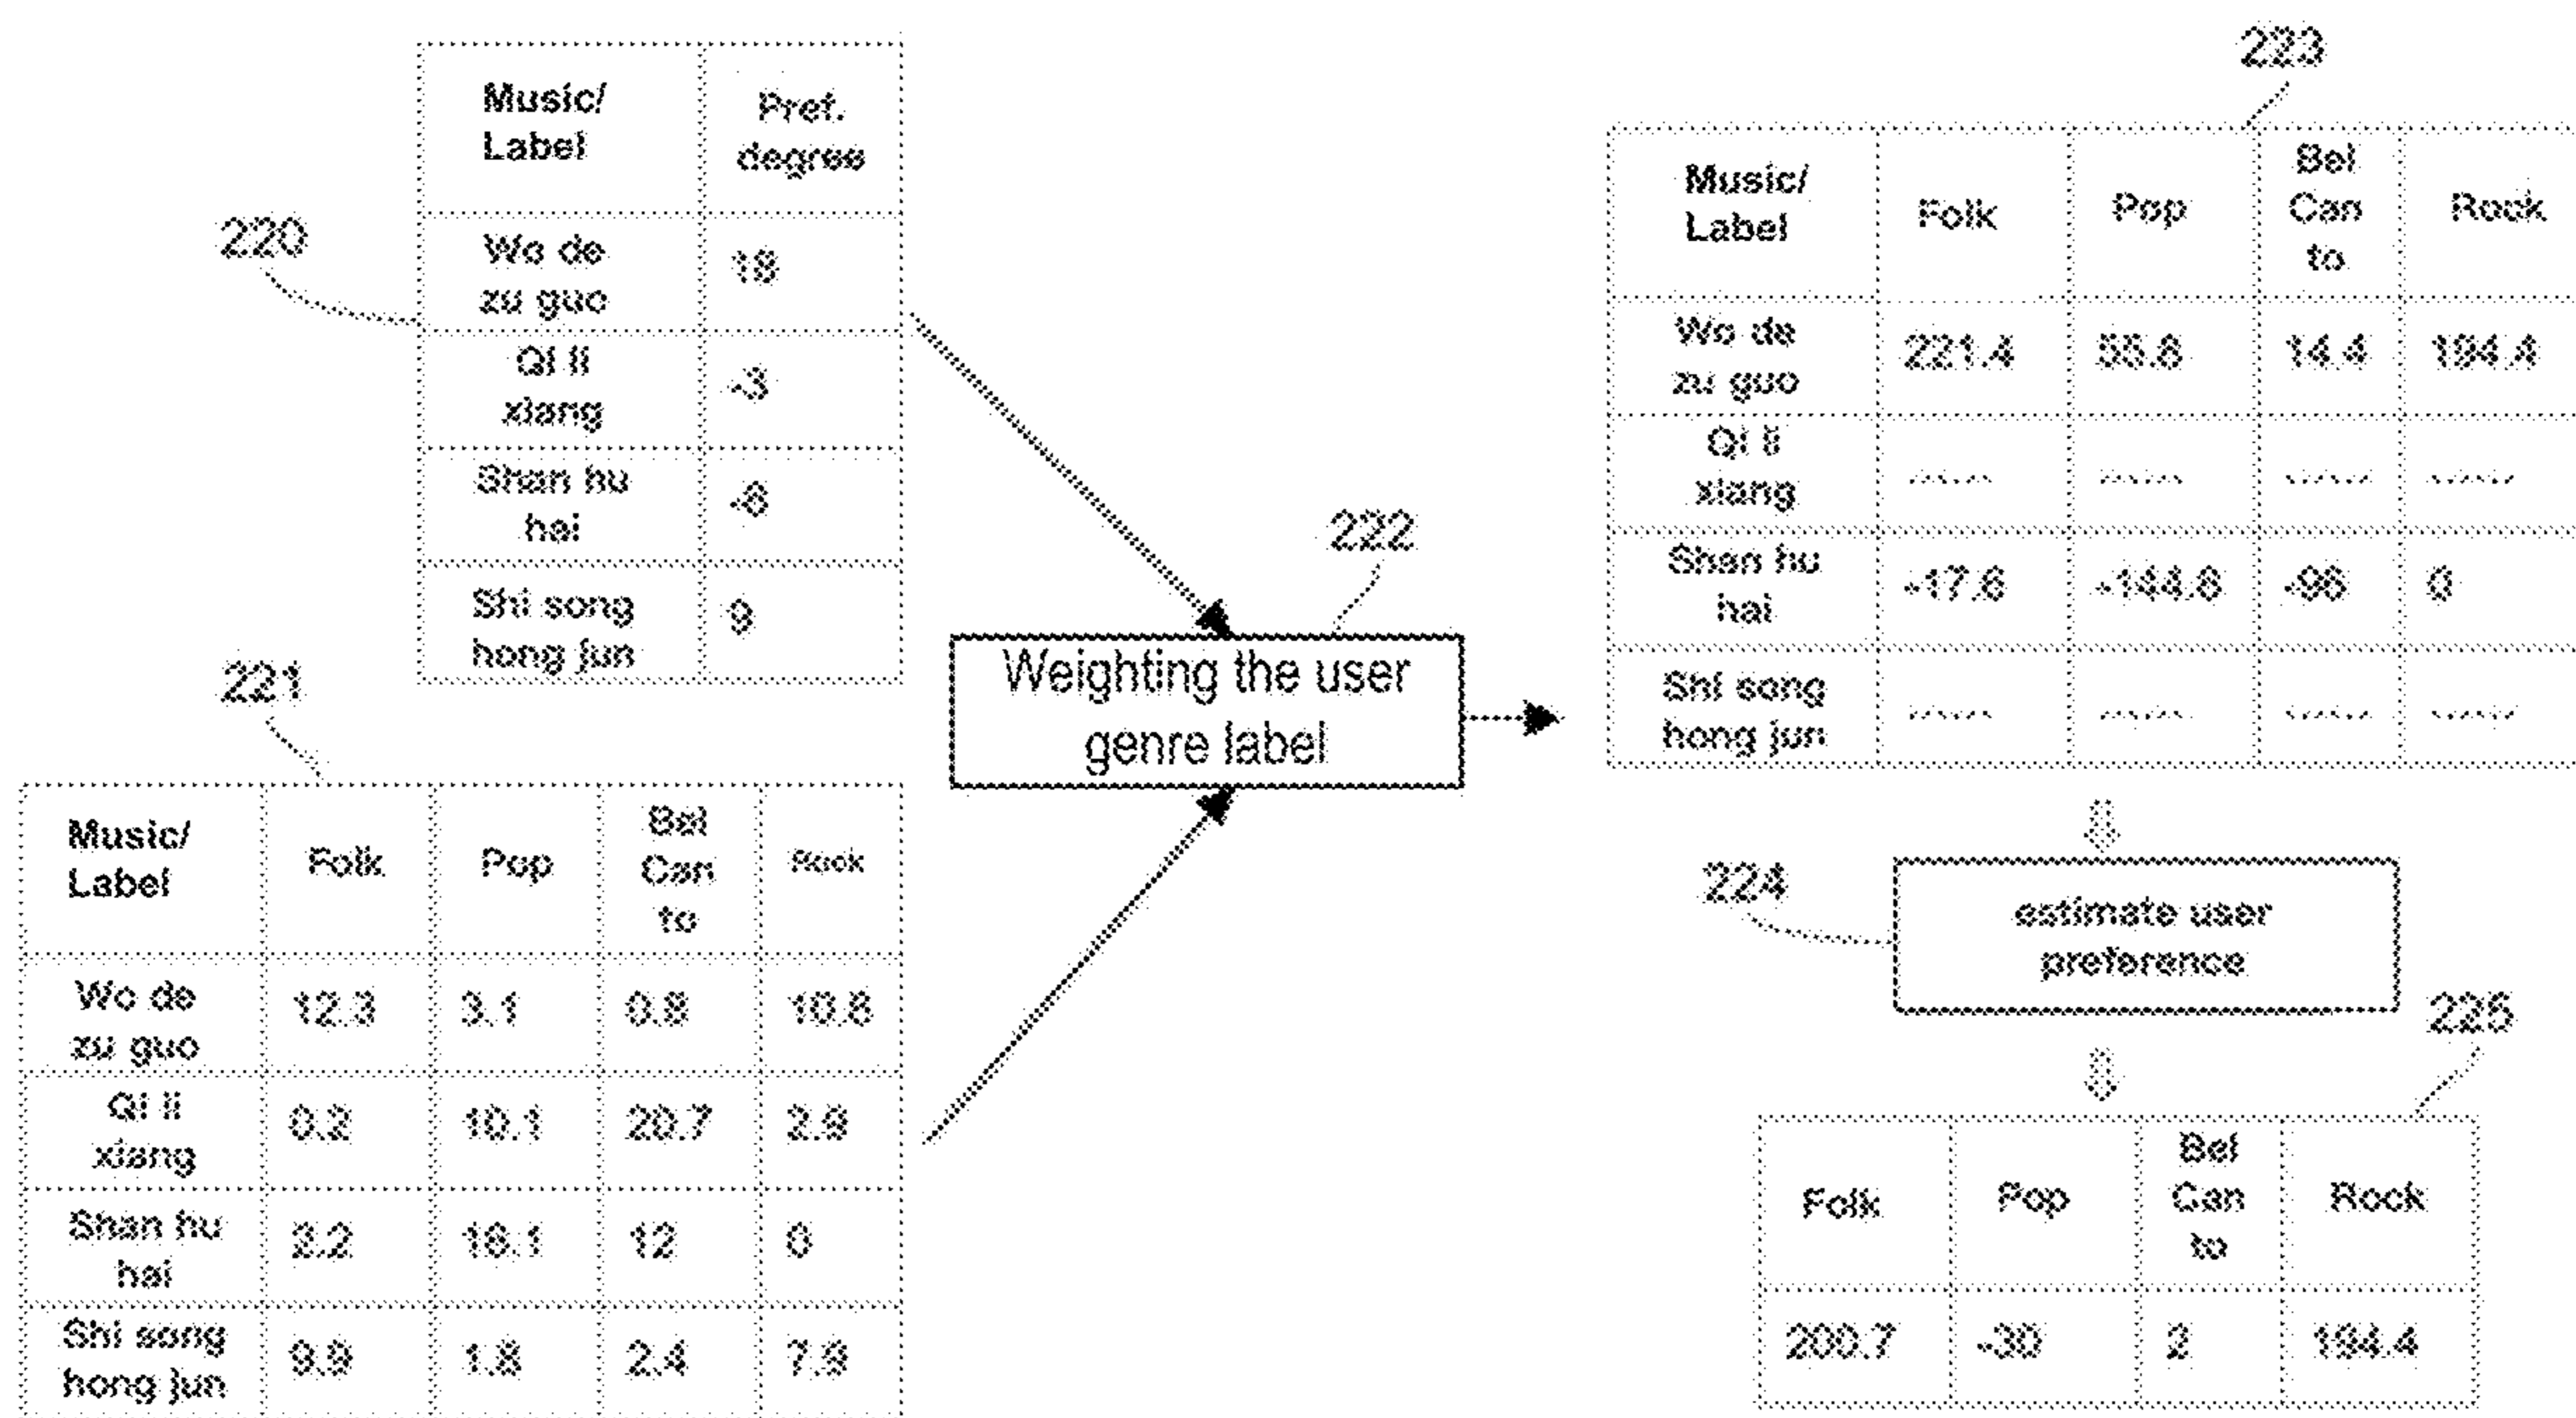 220
Music/
Label
Pref.
degree
Wo de
zu guo
18
Qi li
xiang
-3
Shan hu
hai
-8
Shi song
hong jun
9
221
Music/
Label
Folk
Pop
Bel
Can
to
Rock
Wo de
zu guo
12.3
3.1
0.8
10.8
Qi li
xiang
0.2
10.1
20.7
2.9
Shan hu
hai
2.2
18.1
12
0
Shi song
hong jun
9.9
1.8
2.4
7.9
222
Weighting the user
genre label
223
Music/
Label
Folk
Pop
Bel
Can
to
Rock
Wo de
zu guo
221.4
55.8
14.4
194.4
Qi li
xiang
-----
-----
-----
-----
Shan hu
hai
-17.6
-144.8
-96
0
Shi song
hong jun
-----
-----
-----
-----
224
estimate user
preference
225
Folk
Pop
Bel
Can
to
Rock
200.7
-30
2
194.4